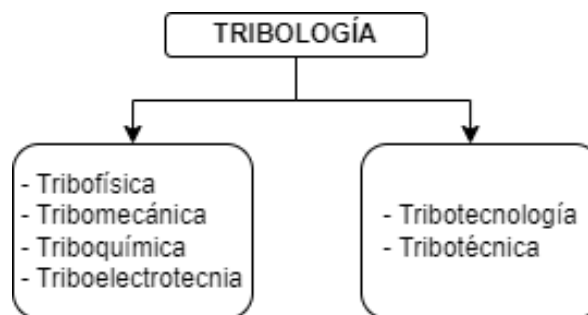 TRIBOLOGÍA
- Tribofísica
- Tribomecánica
- Triboquímica
- Triboelectrotecnia
- Tribotecnología
- Tribotécnica